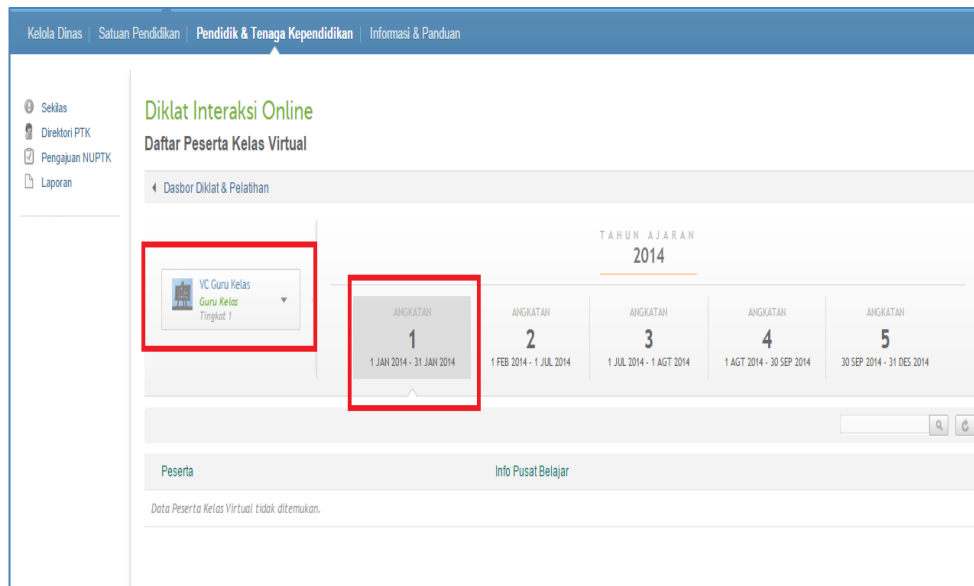 Kelola Dinas | Satuan Pendidikan | Pendidik & Tenaga Kependidikan | Informasi & Panduan
Sekilas
Direktori PTK
Pengajuan NUPTK
Laporan
Diklat Interaksi Online
Daftar Peserta Kelas Virtual
Dasbor Diklat & Pelatihan
TAHUN AJARAN
2014
VC Guru Kelas
Guru Kelas
Tingkat 1
ANGKATAN
1
1 JAN 2014 - 31 JAN 2014
ANGKATAN
2
1 FEB 2014 - 1 JUL 2014
ANGKATAN
3
1 JUL 2014 - 1 AGT 2014
ANGKATAN
4
1 AGT 2014 - 30 SEP 2014
ANGKATAN
5
30 SEP 2014 - 31 DES 2014
Peserta Info Pusat Belajar
Data Peserta Kelas Virtual tidak ditemukan.